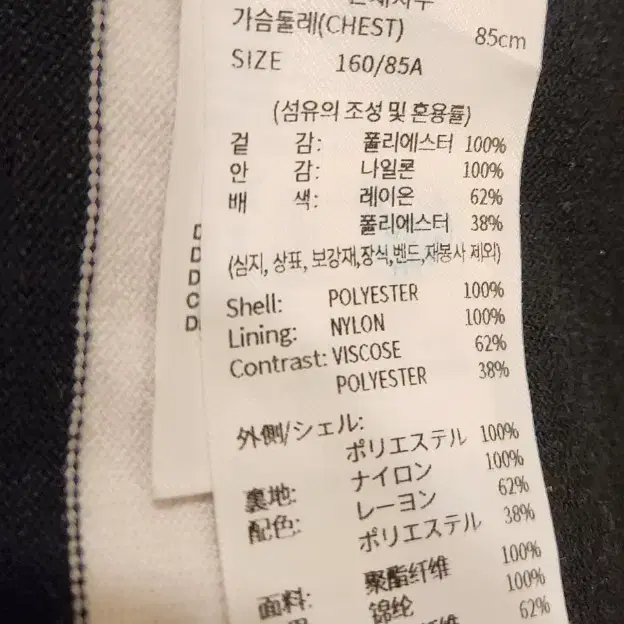 가슴둘레(CHEST) 85cm
SIZE 160/85A
(섬유의 조성 및 혼용률)
겉 감: 폴리에스터 100%
안 감: 나일론 100%
배 색: 레이온 62%
폴리에스터 38%
(심지, 상표, 보강재,장식,벤드,재봉사 제외)
Shell: POLYESTER 100%
Lining: NYLON 100%
Contrast: VISCOSE 62%
POLYESTER 38%
外側/シェル:
ポリエステル 100%
裏地: ナイロン 100%
配色: レーヨン 62%
ポリエステル 38%
面料: 聚酯纤维 100%
锦纶 100%
62%